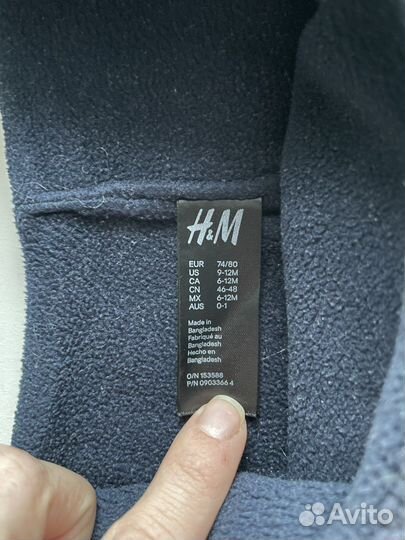 H&M
EUR 74/80
US 9-12M
CA 6-12M
CN 46-48
MX 6-12M
AUS 0-1
Made in
Bangladesh
Fabriqué au
Bangladesh
Hecho en
Bangladesh
O/N 153588
P/N 0903366 4
Avito